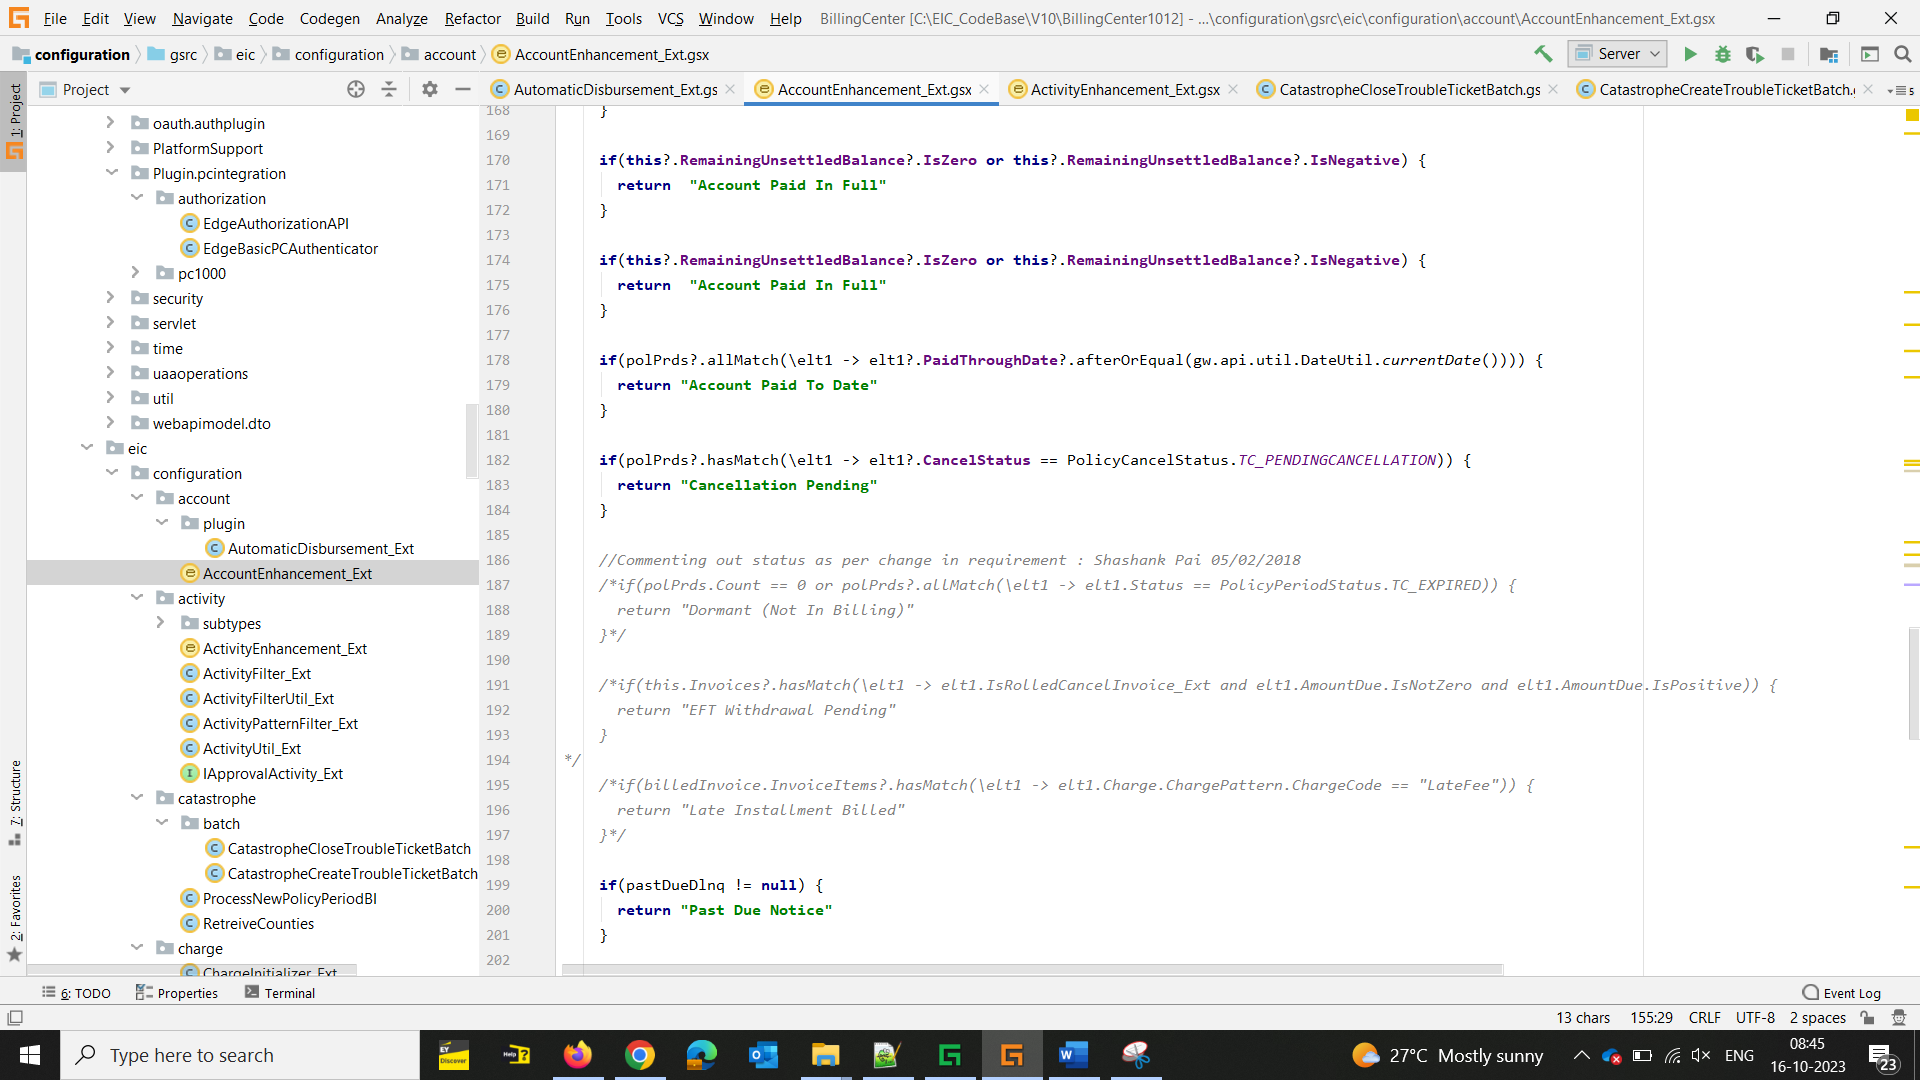 File Edit View Navigate Code Codegen Analyze Refactor Build Run Tools VCS Window Help BillingCenter [C:\EIC_CodeBase\V10\BillingCenter1012] - ...\configuration\gsrc\eic\configuration\account\AccountEnhancement_Ext.gsx
configuration gsrc eic configuration account AccountEnhancement_Ext.gsx Server
Project AutomaticDisbursement_Ext.gs AccountEnhancement_Ext.gsx ActivityEnhancement_Ext.gsx CatastropheCloseTroubleTicketBatch.gs CatastropheCreateTroubleTicketBatch. 5
1: Project
7: Structure
2: Favorites
oauth.authplugin
PlatformSupport
Plugin.pcintegration
authorization
EdgeAuthorizationAPI
EdgeBasicPCAuthenticator
pc1000
security
servlet
time
uaaoperations
util
webapimodel.dto
eic
configuration
account
plugin
AutomaticDisbursement_Ext
AccountEnhancement_Ext
activity
subtypes
ActivityEnhancement_Ext
ActivityFilter_Ext
ActivityFilterUtil_Ext
ActivityPatternFilter_Ext
ActivityUtil_Ext
IApprovalActivity_Ext
catastrophe
batch
CatastropheCloseTroubleTicketBatch
CatastropheCreateTroubleTicketBatch
ProcessNewPolicyPeriodBI
RetreiveCounties
charge
ChargeInitializer_Ext
168 }
169
170 if(this?.RemainingUnsettledBalance?.IsZero or this?.RemainingUnsettledBalance?.IsNegative) {
171 return "Account Paid In Full"
172 }
173
174 if(this?.RemainingUnsettledBalance?.IsZero or this?.RemainingUnsettledBalance?.IsNegative) {
175 return "Account Paid In Full"
176 }
177
178 if(polPrds?.allMatch(\elt1 -> elt1?.PaidThroughDate?.afterOrEqual(gw.api.util.DateUtil.currentDate()))) {
179 return "Account Paid To Date"
180 }
181
182 if(polPrds?.hasMatch(\elt1 -> elt1?.CancelStatus == PolicyCancelStatus.TC_PENDINGCANCELLATION)) {
183 return "Cancellation Pending"
184 }
185
186 //Commenting out status as per change in requirement : Shashank Pai 05/02/2018
187 /*if(polPrds.Count == 0 or polPrds?.allMatch(\elt1 -> elt1.Status == PolicyPeriodStatus.TC_EXPIRED)) {
188 return "Dormant (Not In Billing)"
189 }*/
190
191 /*if(this.Invoices?.hasMatch(\elt1 -> elt1.IsRolledCancelInvoice_Ext and elt1.AmountDue.IsNotZero and elt1.AmountDue.IsPositive)) {
192 return "EFT Withdrawal Pending"
193 }
194 */
195 /*if(billedInvoice.InvoiceItems?.hasMatch(\elt1 -> elt1.Charge.ChargePattern.ChargeCode == "LateFee")) {
196 return "Late Installment Billed"
197 }*/
198
199 if(pastDueDlnq != null) {
200 return "Past Due Notice"
201 }
202
6: TODO Properties Terminal Event Log
13 chars 155:29 CRLF UTF-8 2 spaces
Type here to search EY Discover Help ? 27°C Mostly sunny ENG 08:45
16-10-2023 23